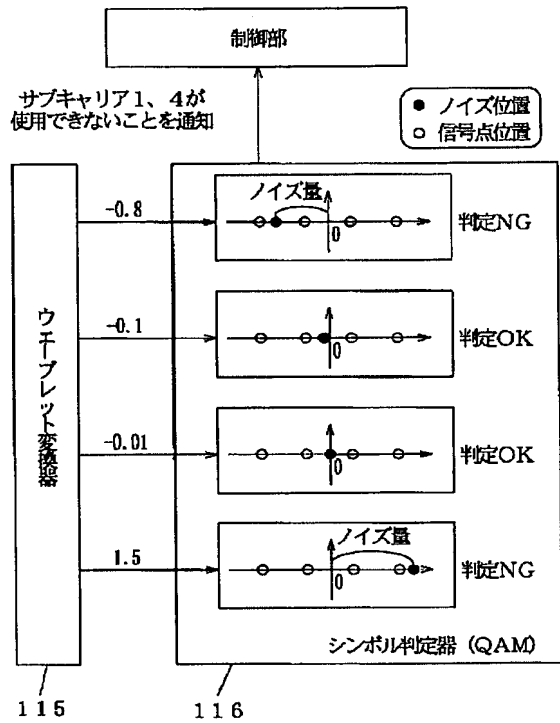 制御部
サブキャリア1、4が
使用できないことを通知
● ノイズ位置
○ 信号点位置
ウエーブレット変換器
-0.8
ノイズ量
0
判定NG
-0.1
0
判定OK
-0.01
0
判定OK
1.5
ノイズ量
0
判定NG
シンボル判定器 (QAM)
115
116